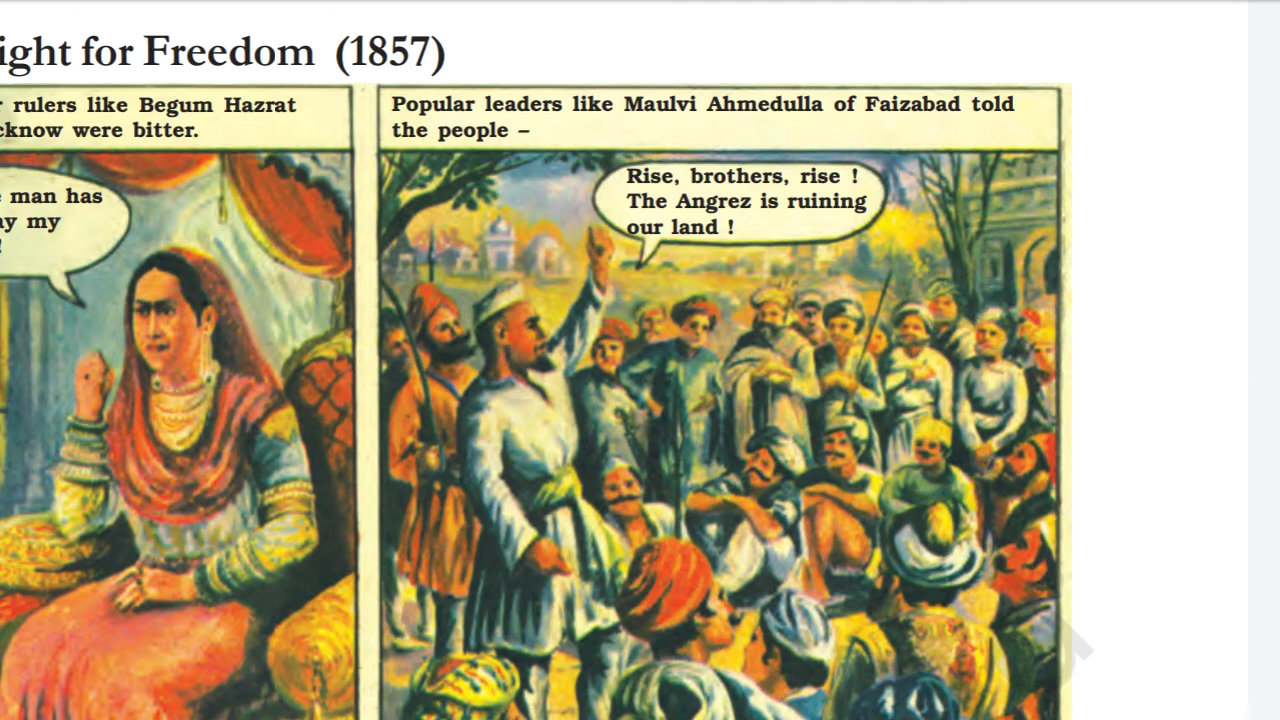 ight for Freedom (1857)
rulers like Begum Hazrat
cknow were bitter.
man has
ay my
!
Popular leaders like Maulvi Ahmedulla of Faizabad told
the people –
Rise, brothers, rise !
The Angrez is ruining
our land !